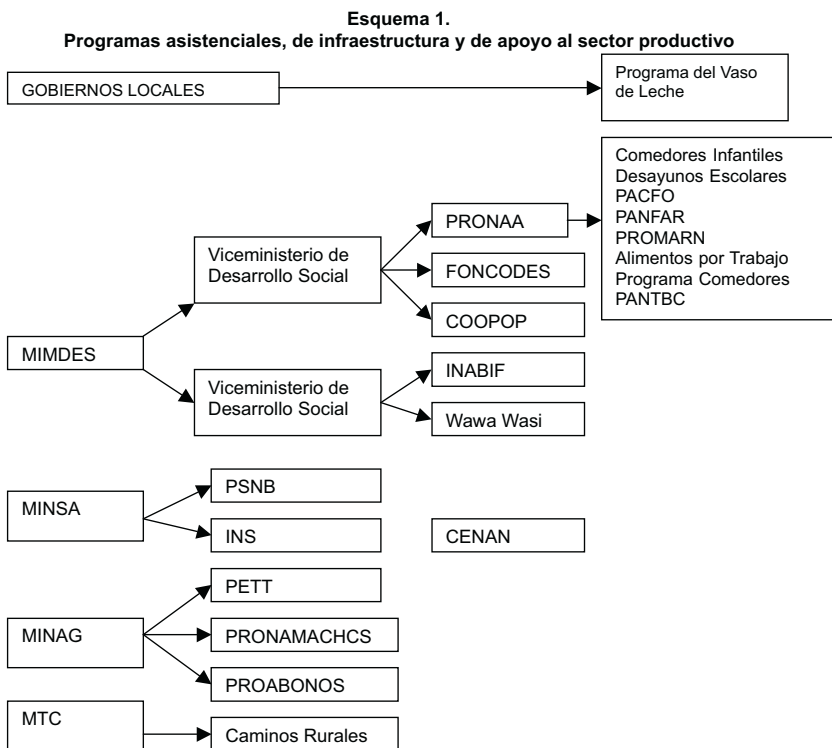 Esquema 1.
Programas asistenciales, de infraestructura y de apoyo al sector productivo
GOBIERNOS LOCALES
Programa del Vaso
de Leche
Comedores Infantiles
Desayunos Escolares
PACFO
PANFAR
PROMARN
Alimentos por Trabajo
Programa Comedores
PANTBC
PRONAA
Viceministerio de
Desarrollo Social
FONCODES
COOPOP
MIMDES
INABIF
Viceministerio de
Desarrollo Social
Wawa Wasi
PSNB
MINSA
INS
CENAN
PETT
MINAG
PRONAMACHCS
PROABONOS
MTC
Caminos Rurales